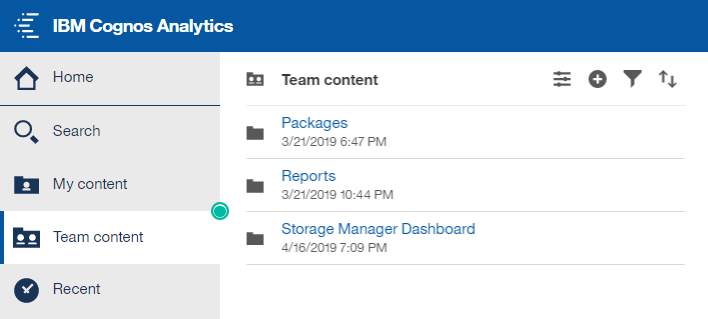 IBM Cognos Analytics
Home
Search
My content
Team content
Recent
Team content
Packages
3/21/2019 6:47 PM
Reports
3/21/2019 10:44 PM
Storage Manager Dashboard
4/16/2019 7:09 PM